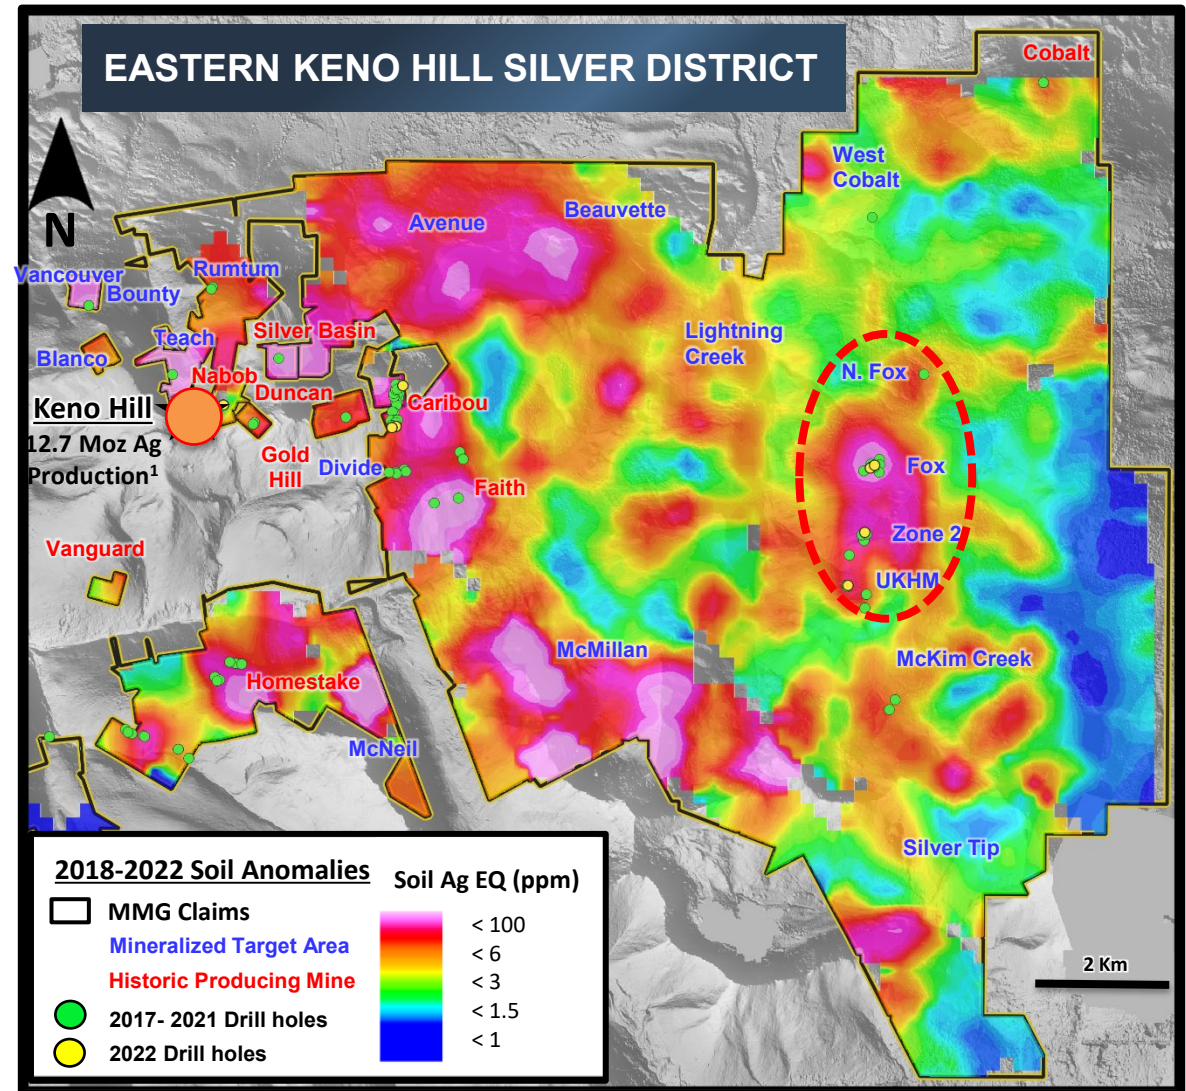 EASTERN KENO HILL SILVER DISTRICT
Cobalt
West
Cobalt
Beauvette
Avenue
N
Vancouver
Rumtum
Bounty
Teach
Silver Basin
Lightning
Creek
Blanco
Nabob
N. Fox
Duncan
Keno Hill
Caribou
12.7 Moz Ag
Production1
Gold
Hill
Divide
Fox
Faith
Zone 2
Vanguard
UKHM
McMillan
McKim Creek
Homestake
McNeil
Silver Tip
2018-2022 Soil Anomalies
MMG Claims
Mineralized Target Area
Historic Producing Mine
2017- 2021 Drill holes
2022 Drill holes
Soil Ag EQ (ppm)
< 100
< 6
< 3
< 1.5
< 1
2 Km